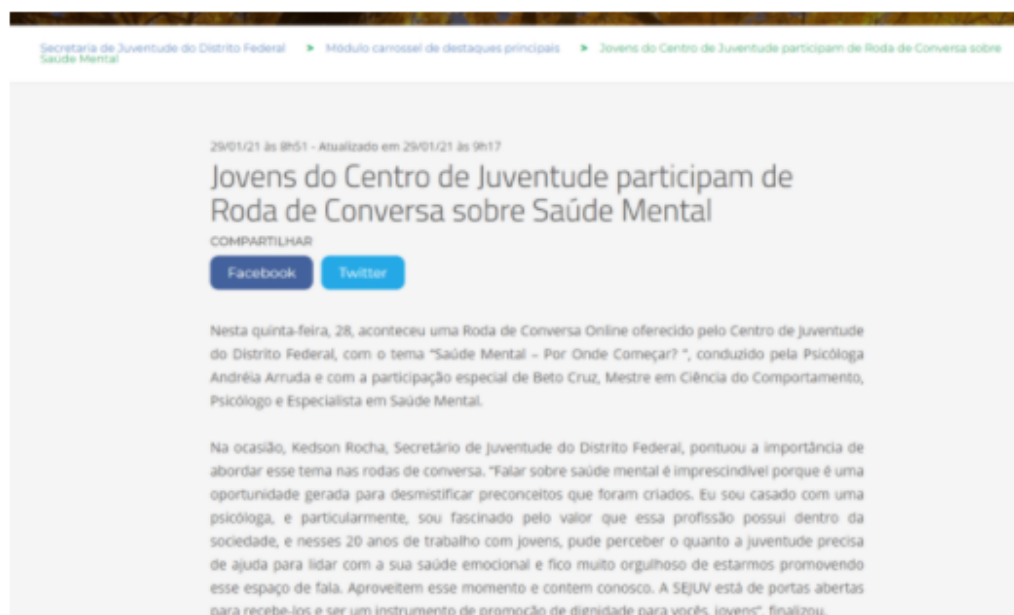 Secretaria de Juventude do Distrito Federal > Módulo carrossel de destaques principais > Jovens do Centro de Juventude participam de Roda de Conversa sobre
Saúde Mental
29/01/21 às 8h51 - Atualizado em 29/01/21 às 9h17
Jovens do Centro de Juventude participam de
Roda de Conversa sobre Saúde Mental
COMPARTILHAR
Facebook Twitter
Nesta quinta-feira, 28, aconteceu uma Roda de Conversa Online oferecido pelo Centro de Juventude
do Distrito Federal, com o tema “Saúde Mental – Por Onde Começar? “, conduzido pela Psicóloga
Andréia Arruda e com a participação especial de Beto Cruz, Mestre em Ciência do Comportamento,
Psicólogo e Especialista em Saúde Mental.
Na ocasião, Kedson Rocha, Secretário de Juventude do Distrito Federal, pontuou a importância de
abordar esse tema nas rodas de conversa. “Falar sobre saúde mental é imprescindível porque é uma
oportunidade gerada para desmistificar preconceitos que foram criados. Eu sou casado com uma
psicóloga, e particularmente, sou fascinado pelo valor que essa profissão possui dentro da
sociedade, e nesses 20 anos de trabalho com jovens, pude perceber o quanto a juventude precisa
de ajuda para lidar com a sua saúde emocional e fico muito orgulhoso de estarmos promovendo
esse espaço de fala. Aproveitem esse momento e contem conosco. A SEJUV está de portas abertas
para recebe-los e ser um instrumento de promoção de dignidade para vocês, jovens”, finalizou.